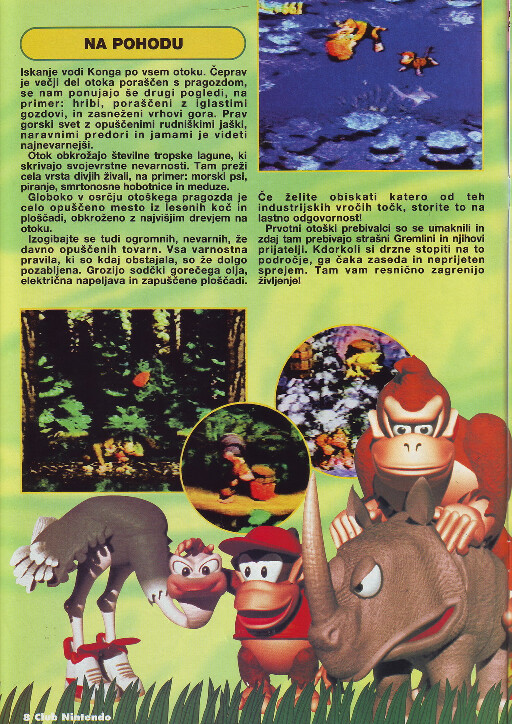 NA POHODU
Iskanje vodi Konga po vsem otoku. Čeprav
je večji del otoka poraščen s pragozdom,
se nam ponujajo še drugi pogledi, na
primer: hribi, poraščeni z iglastimi
gozdovi, in zasneženi vrhovi gora. Prav
gorski svet z opuščenimi rudniškimi jaški,
naravnimi predori in jamami je videti
najnevarnejši.
Otok obkrožajo številne tropske lagune, ki
skrivajo svojevrstne nevarnosti. Tam preži
cela vrsta divjih živali, na primer: morski psi,
piranje, smrtonosne hobotnice in meduze.
Globoko v osrčju otoškega pragozda je
celo opuščeno mesto iz lesenih koč in
ploščadi, obkroženo z najvišjim drevjem na
otoku.
Izogibajte se tudi ogromnih, nevarnih, že
davno opuščenih tovarn. Vsa varnostna
pravila, ki so kdaj obstajala, so že dolgo
pozabljena. Grozijo sodčki gorečega olja,
električna napeljava in zapuščene ploščadi.
Če želite obiskati katero od teh
industrijskih vročih točk, storite to na
lastno odgovornost!
Prvotni otoški prebivalci so se umaknili in
zdaj tam prebivajo strašni Gremlini in njihovi
prijatelji. Kdorkoli si drzne stopiti na to
področje, ga čaka zaseda in neprijeten
sprejem. Tam vam resnično zagrenijo
življenje!
8 Club Nintendo